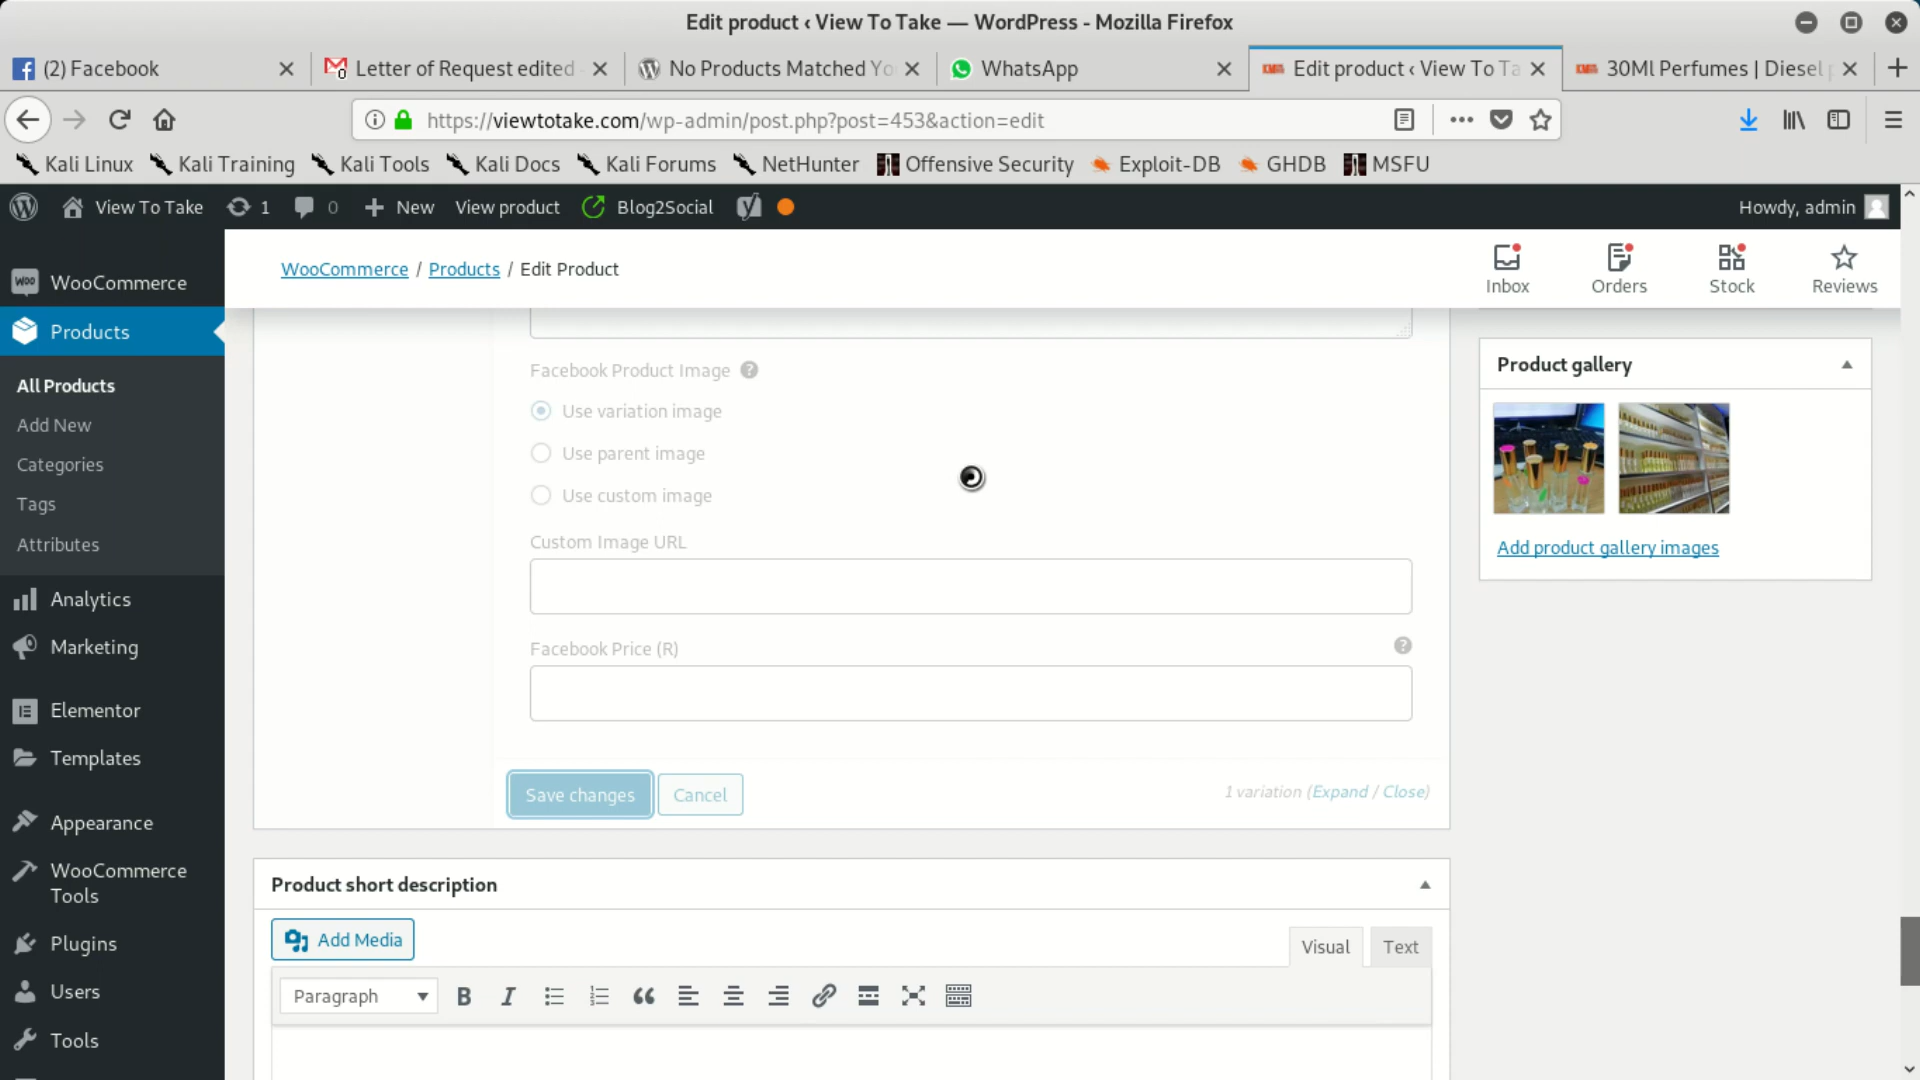 Edit product ‹ View To Take — WordPress - Mozilla Firefox
(2) Facebook
Letter of Request edited
No Products Matched Yo
WhatsApp
Edit product ‹ View To Ta
30Ml Perfumes | Diesel p
https://viewtotake.com/wp-admin/post.php?post=453&action=edit
Kali Linux
Kali Training
Kali Tools
Kali Docs
Kali Forums
NetHunter
Offensive Security
Exploit-DB
GHDB
MSFU
View To Take
1
0
New
View product
Blog2Social
Howdy, admin
WooCommerce
Products
All Products
Add New
Categories
Tags
Attributes
Analytics
Marketing
Elementor
Templates
Appearance
WooCommerce
Tools
Plugins
Users
Tools
WooCommerce / Products / Edit Product
Inbox
Orders
Stock
Reviews
Facebook Product Image
Use variation image
Use parent image
Use custom image
Custom Image URL
Facebook Price (R)
Save changes
Cancel
1 variation (Expand / Close)
Product gallery
Add product gallery images
Product short description
Add Media
Visual
Text
Paragraph